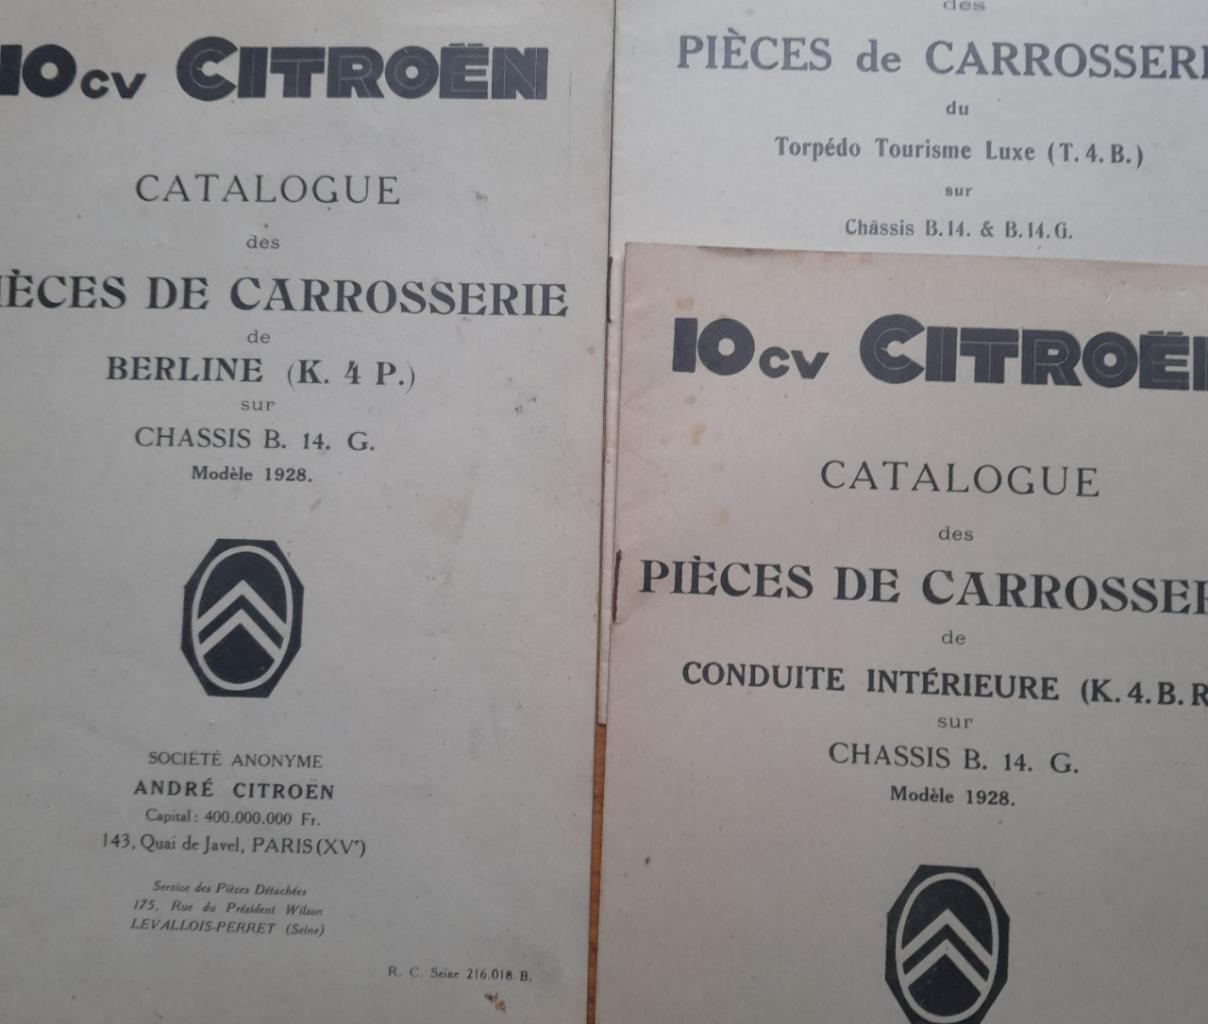 10cv CITROËN
CATALOGUE
des
PIÈCES DE CARROSSERIE
de
BERLINE (K. 4 P.)
sur
CHASSIS B. 14. G.
Modèle 1928.
SOCIÉTÉ ANONYME
ANDRÉ CITROËN
Capital : 400.000.000 Fr.
143, Quai de Javel, PARIS (XVe)
Service des Pièces Détachées
175, Rue du Président Wilson
LEVALLOIS-PERRET (Seine)
R. C. Seine 216.018 B.
des
PIÈCES de CARROSSERI
du
Torpédo Tourisme Luxe (T. 4. B.)
sur
Châssis B. 14. & B. 14. G.
10cv CITROËN
CATALOGUE
des
PIÈCES DE CARROSSER
de
CONDUITE INTÉRIEURE (K. 4. B. R
sur
CHASSIS B. 14. G.
Modèle 1928.